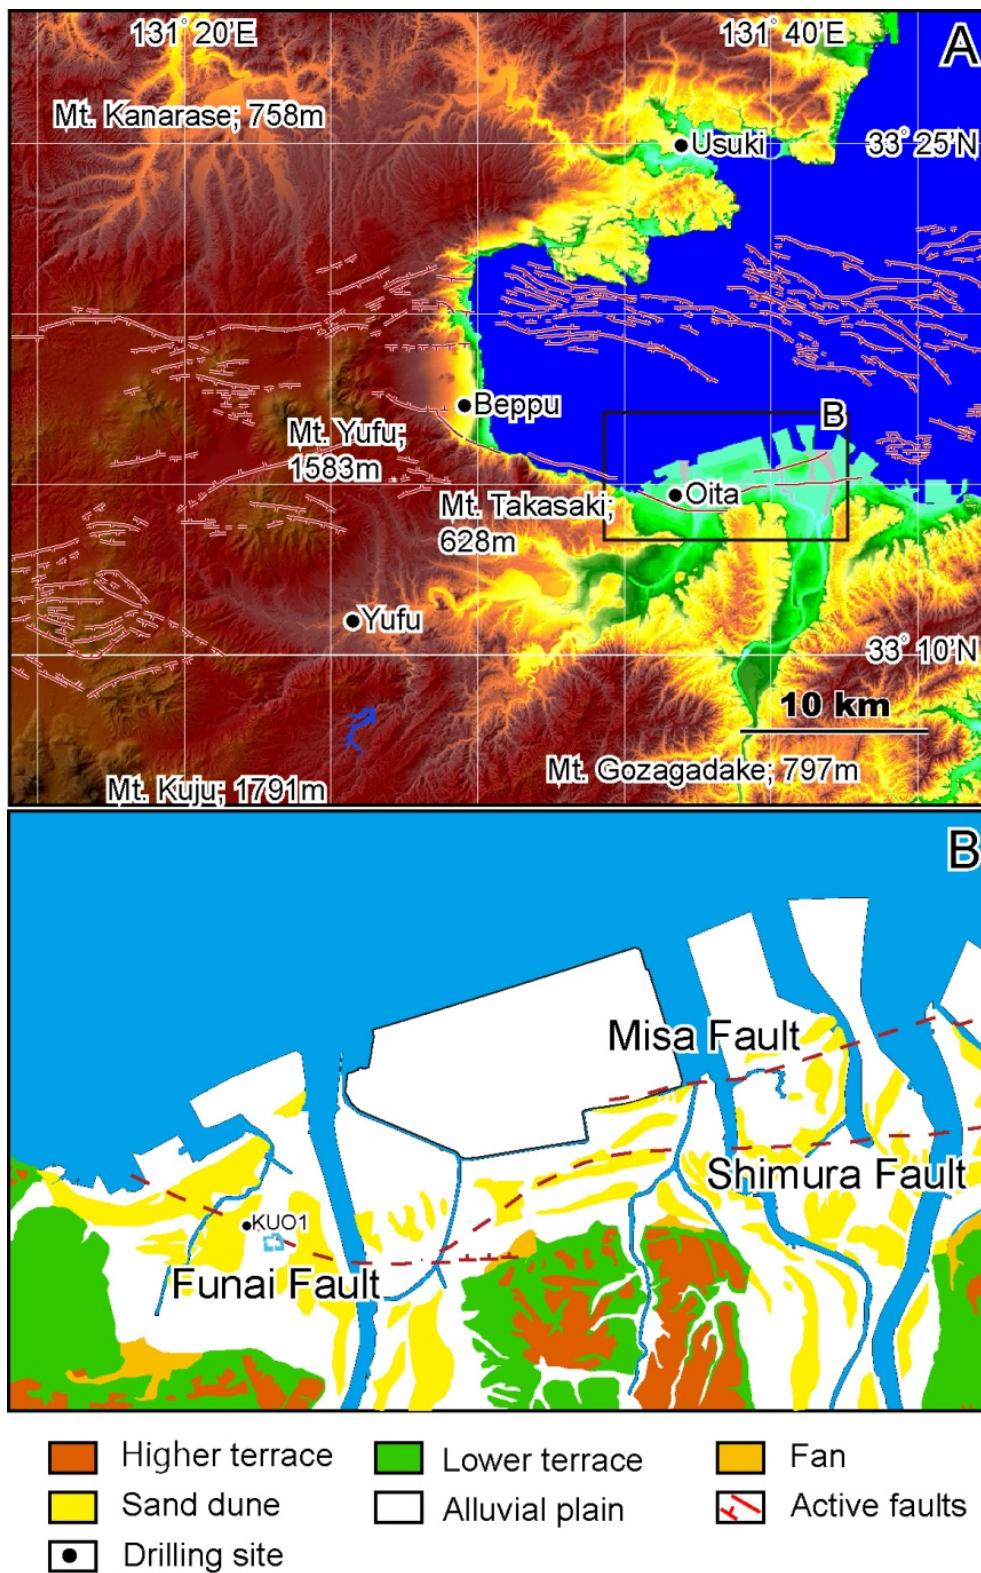 131° 20'E
131° 40'E
A
Mt. Kanarase; 758m
Usuki
33° 25'N
Beppu
B
Mt. Yufu;
1583m
Oita
Mt. Takasaki;
628m
Yufu
33° 10'N
10 km
Mt. Gozagadake; 797m
Mt. Kuju; 1791m
B
Misa Fault
Shimura Fault
KUO1
Funai Fault
Higher terrace
Lower terrace
Fan
Sand dune
Alluvial plain
Active faults
Drilling site